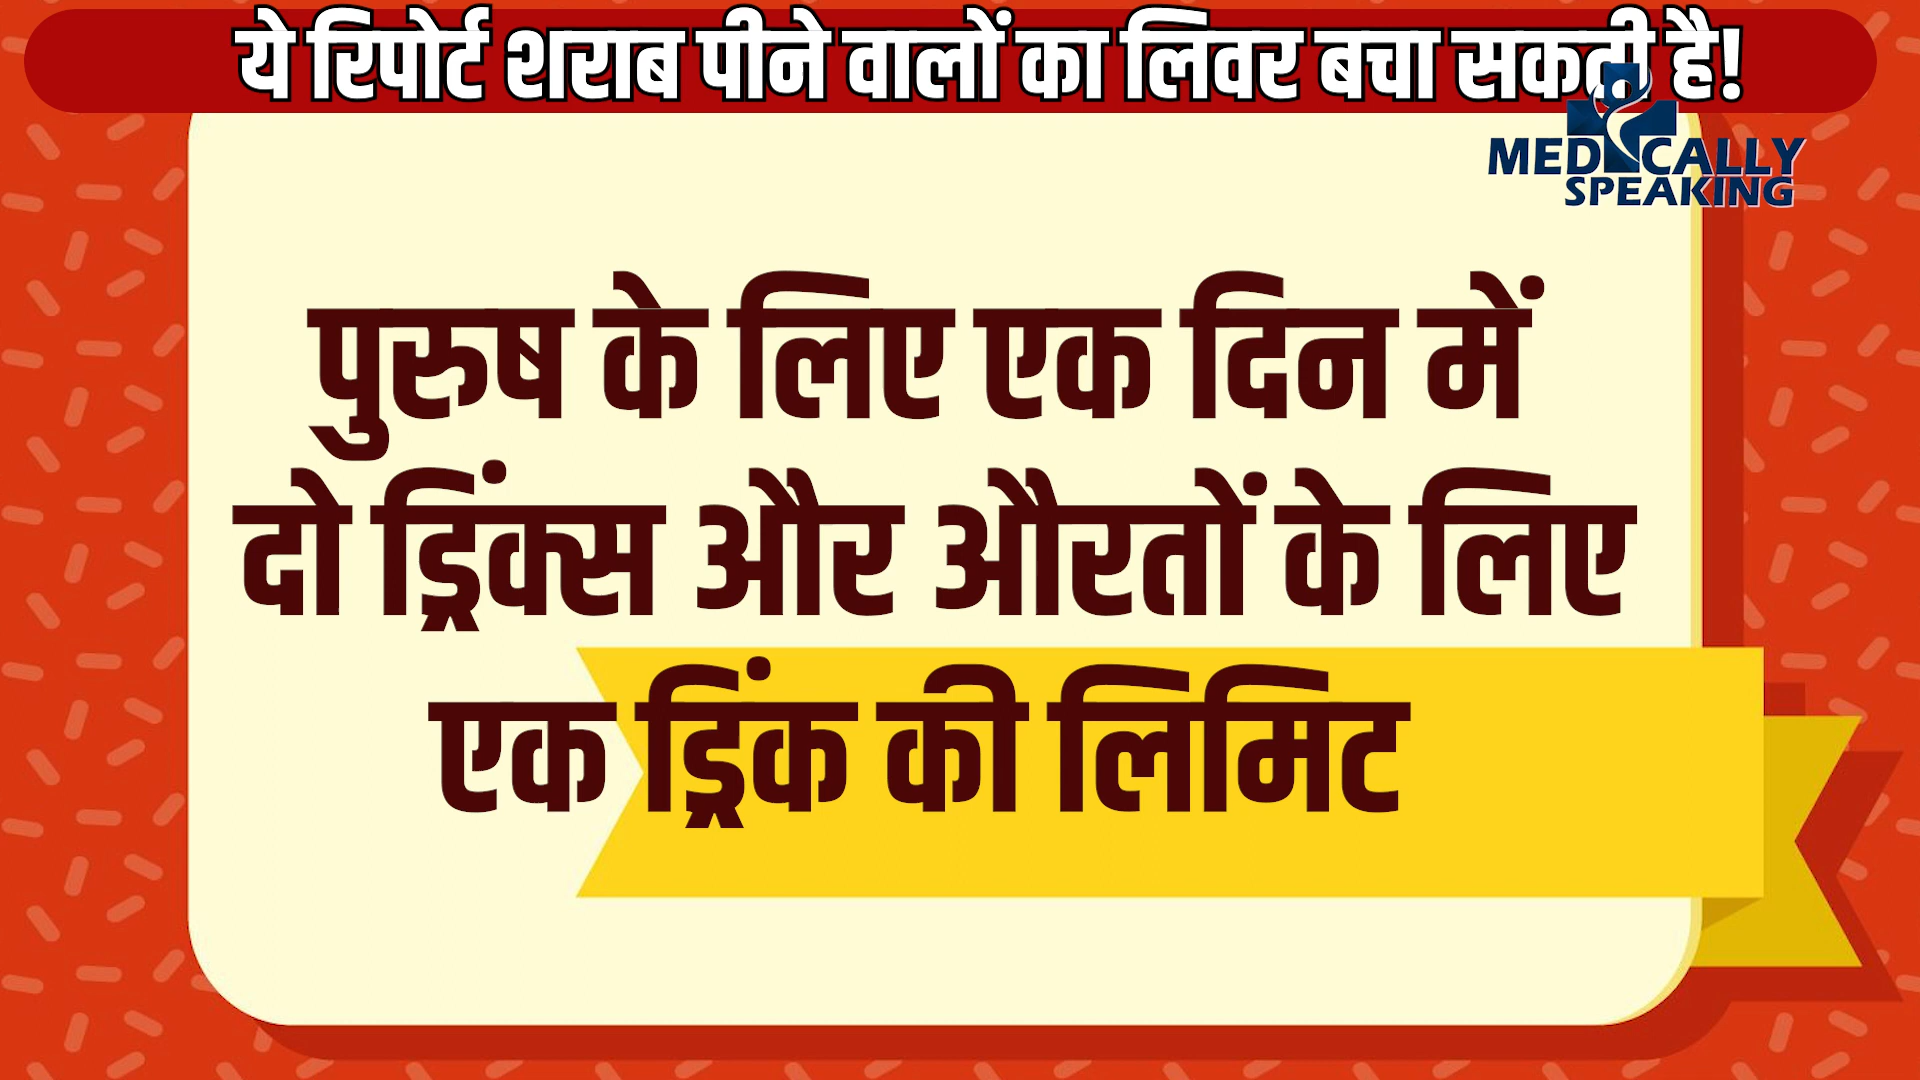 ये रिपोर्ट शराब पीने वालों का लिवर बचा सकती है!
MEDICALLY
SPEAKING
पुरुष के लिए एक दिन में
दो ड्रिंक्स और औरतों के लिए
एक ड्रिंक की लिमिट